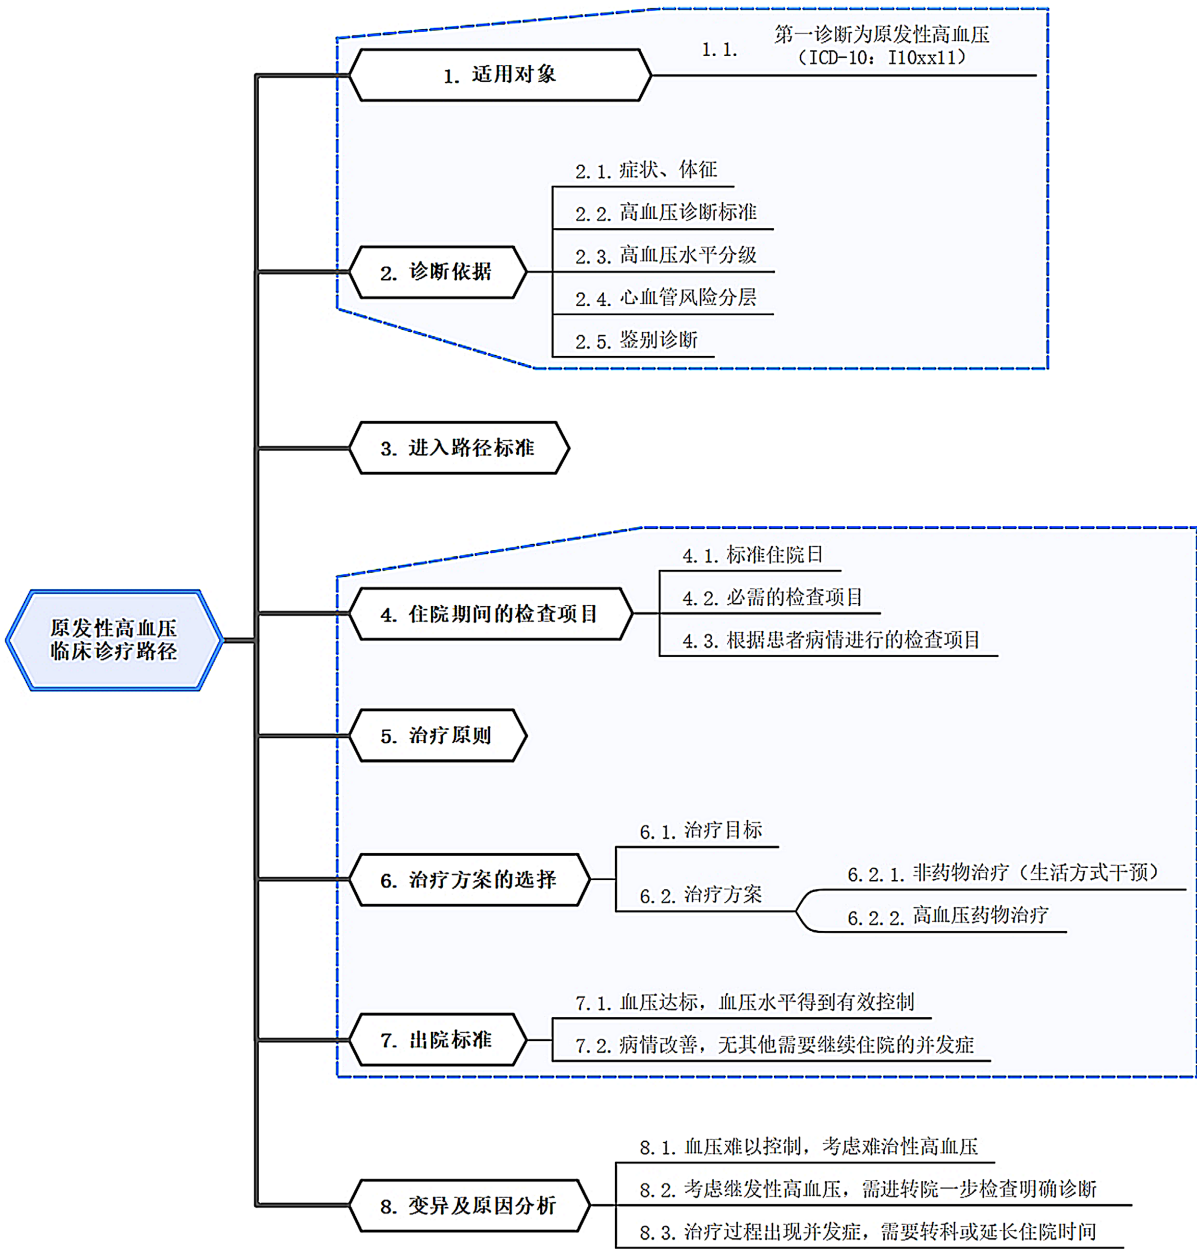 原发性高血压
临床诊疗路径
1. 适用对象
1.1. 第一诊断为原发性高血压
（ICD-10：I10xx11）
2. 诊断依据
2.1. 症状、体征
2.2. 高血压诊断标准
2.3. 高血压水平分级
2.4. 心血管风险分层
2.5. 鉴别诊断
3. 进入路径标准
4. 住院期间的检查项目
4.1. 标准住院日
4.2. 必需的检查项目
4.3. 根据患者病情进行的检查项目
5. 治疗原则
6. 治疗方案的选择
6.1. 治疗目标
6.2. 治疗方案
6.2.1. 非药物治疗（生活方式干预）
6.2.2. 高血压药物治疗
7. 出院标准
7.1. 血压达标，血压水平得到有效控制
7.2. 病情改善，无其他需要继续住院的并发症
8. 变异及原因分析
8.1. 血压难以控制，考虑难治性高血压
8.2. 考虑继发性高血压，需进转院一步检查明确诊断
8.3. 治疗过程出现并发症，需要转科或延长住院时间